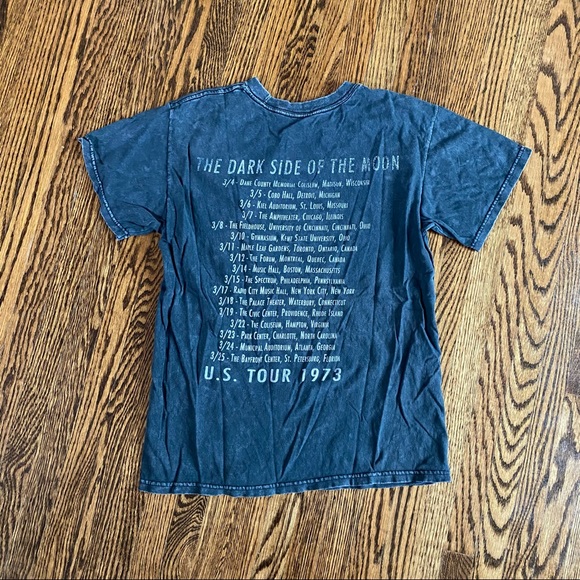 THE DARK SIDE OF THE MOON
3/4 - DANE COUNTY MEMORIAL COLISEUM, MADISON, WISCONSIN
3/5 - COBO HALL, DETROIT, MICHIGAN
3/6 - KIEL AUDITORIUM, ST. LOUIS, MISSOURI
3/7 - THE AMPITHEATER, CHICAGO, ILLINOIS
3/8 - THE FIELDHOUSE, UNIVERSITY OF CINCINNATI, CINCINNATI, OHIO
3/10 - GYMNASIUM, KENT STATE UNIVERSITY, OHIO
3/11 - MAPLE LEAF GARDENS, TORONTO, ONTARIO, CANADA
3/12 - THE FORUM, MONTREAL, QUEBEC, CANADA
3/14 - MUSIC HALL, BOSTON, MASSACHUSETTS
3/15 - THE SPECTRUM, PHILADELPHIA, PENNSYLVANIA
3/17 - RADIO CITY MUSIC HALL, NEW YORK CITY, NEW YORK
3/18 - THE PALACE THEATER, WATERBURY, CONNECTICUT
3/19 - THE CIVIC CENTER, PROVIDENCE, RHODE ISLAND
3/22 - THE COLISEUM, HAMPTON, VIRGINIA
3/23 - PARK CENTER, CHARLOTTE, NORTH CAROLINA
3/24 - MUNICIPAL AUDITORIUM, ATLANTA, GEORGIA
3/25 - THE BAYFRONT CENTER, ST. PETERSBURG, FLORIDA
U.S. TOUR 1973